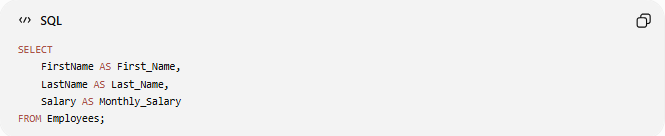 SQL
SELECT
    FirstName AS First_Name,
    LastName AS Last_Name,
    Salary AS Monthly_Salary
FROM Employees;